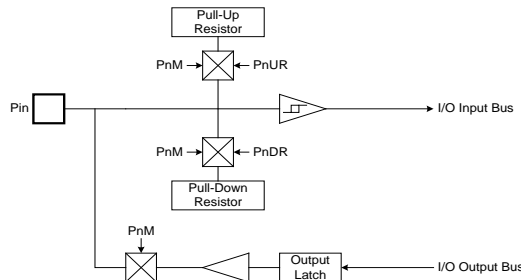 Pull-Up
Resistor
PnM
PnUR
Pin
I/O Input Bus
PnM
PnDR
Pull-Down
Resistor
PnM
Output
Latch
I/O Output Bus